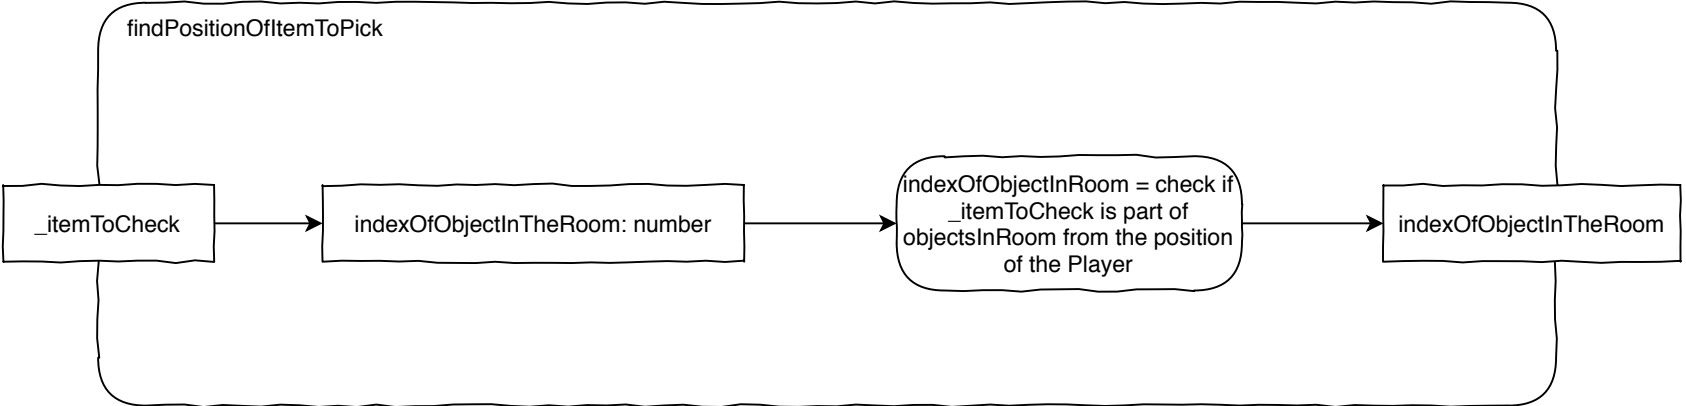 findPositionOfItemToPick
_itemToCheck
indexOfObjectInTheRoom: number
indexOfObjectInRoom = check if
_itemToCheck is part of
objectsInRoom from the position
of the Player
indexOfObjectInTheRoom